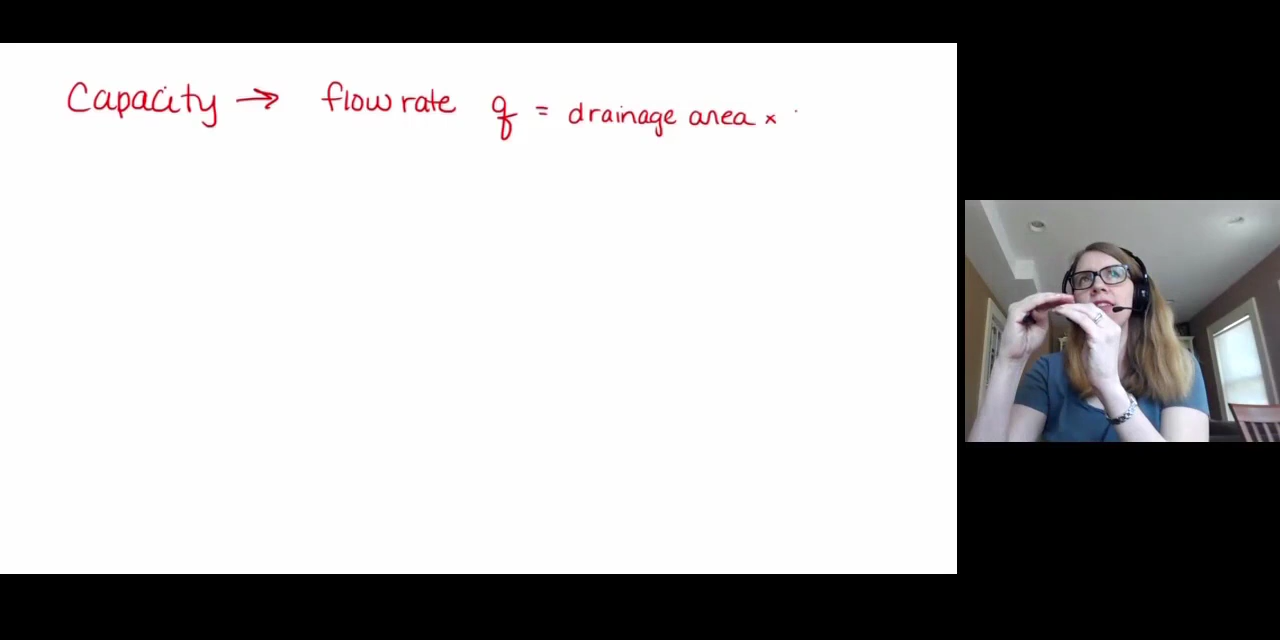 Capacity → flow rate q = drainage area ×